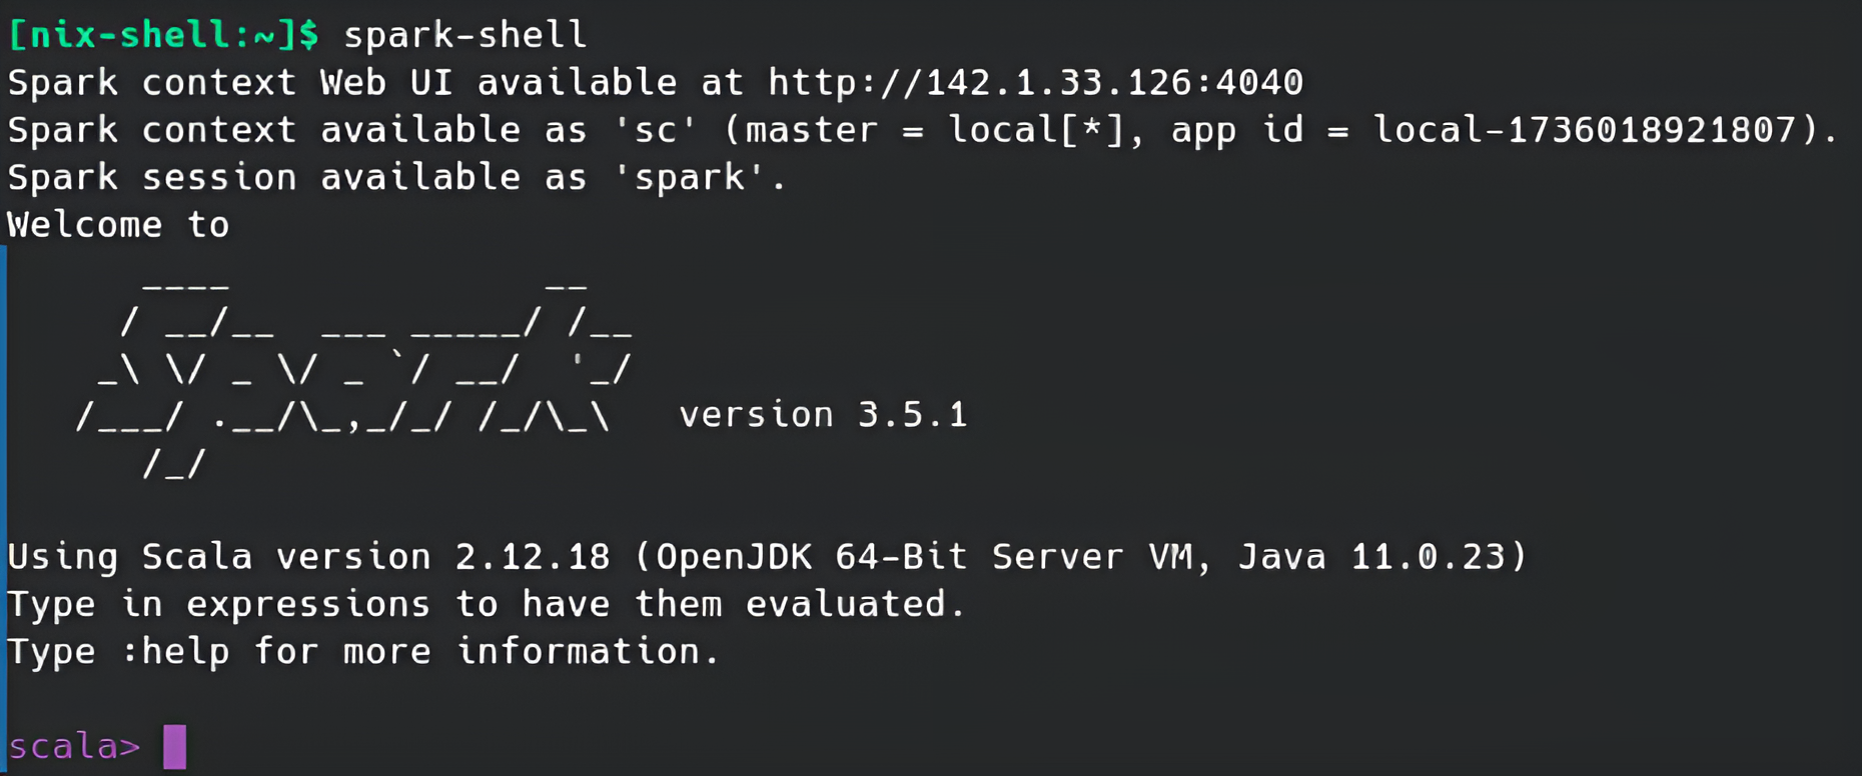 [nix-shell:~]$ spark-shell
Spark context Web UI available at http://142.1.33.126:4040
Spark context available as 'sc' (master = local[*], app id = local-1736018921807).
Spark session available as 'spark'.
Welcome to
      ____              __
     / __/__  ___ _____/ /__
    _\ \/ _ \/ _ `/ __/  '_/
   /___/ .__/\_,_/_/ /_/\_\   version 3.5.1
      /_/

Using Scala version 2.12.18 (OpenJDK 64-Bit Server VM, Java 11.0.23)
Type in expressions to have them evaluated.
Type :help for more information.

scala>